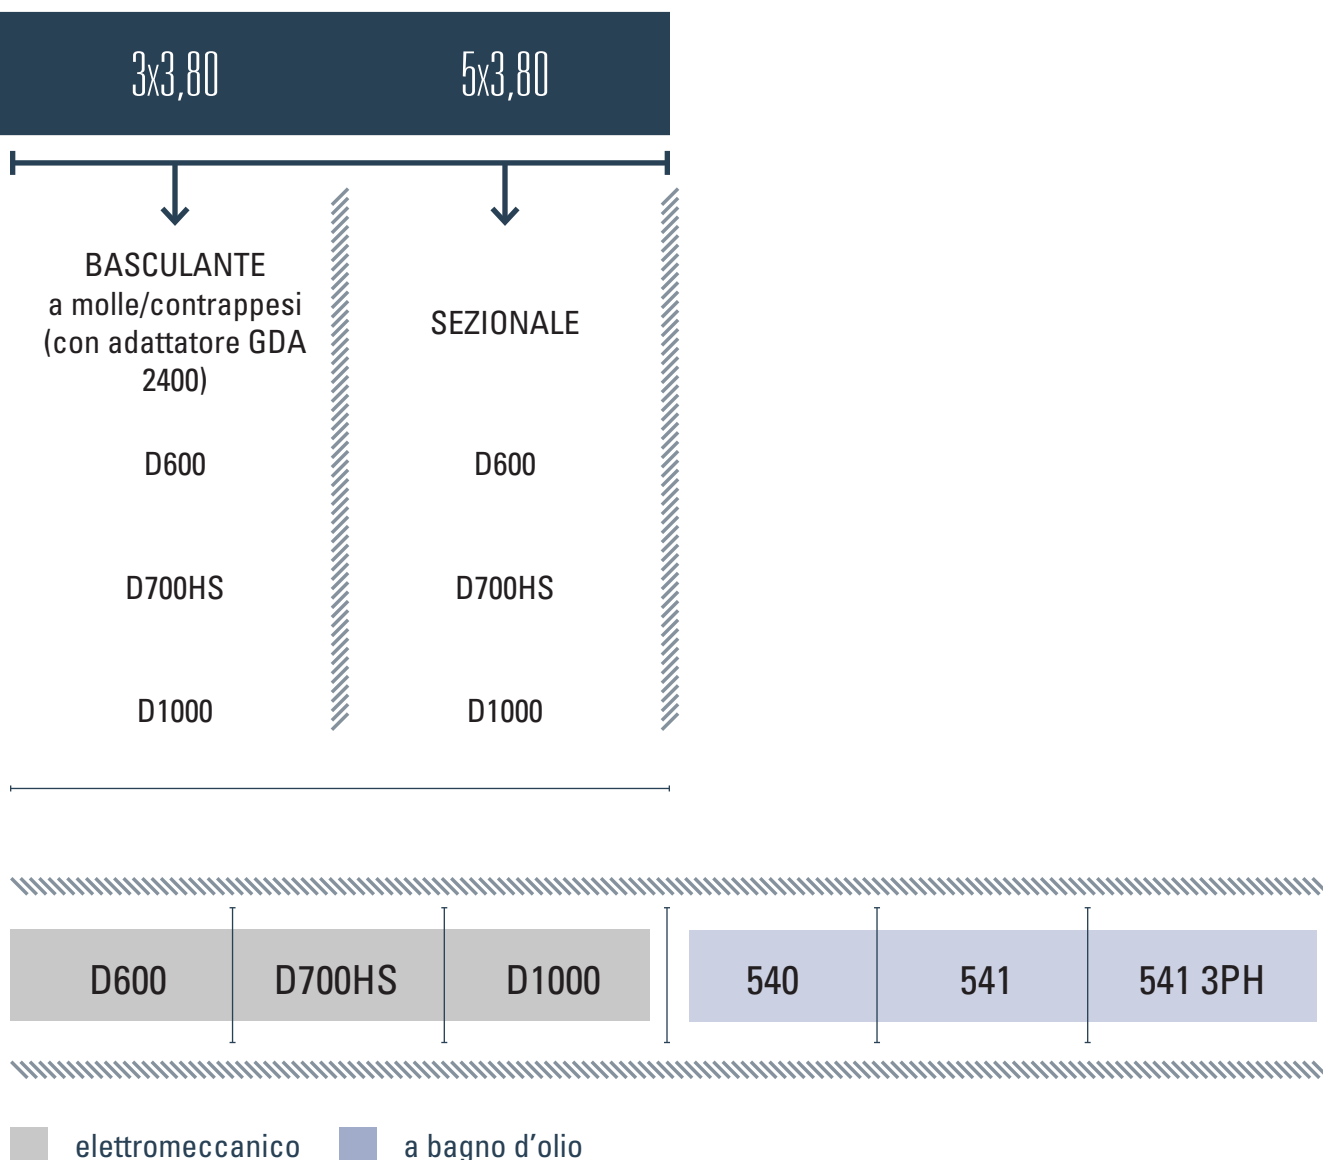 3x3,80
5x3,80
BASCULANTE
a molle/contrappesi
(con adattatore GDA
2400)
SEZIONALE
D600
D600
D700HS
D700HS
D1000
D1000
D600
D700HS
D1000
540
541
541 3PH
elettromeccanico
a bagno d'olio